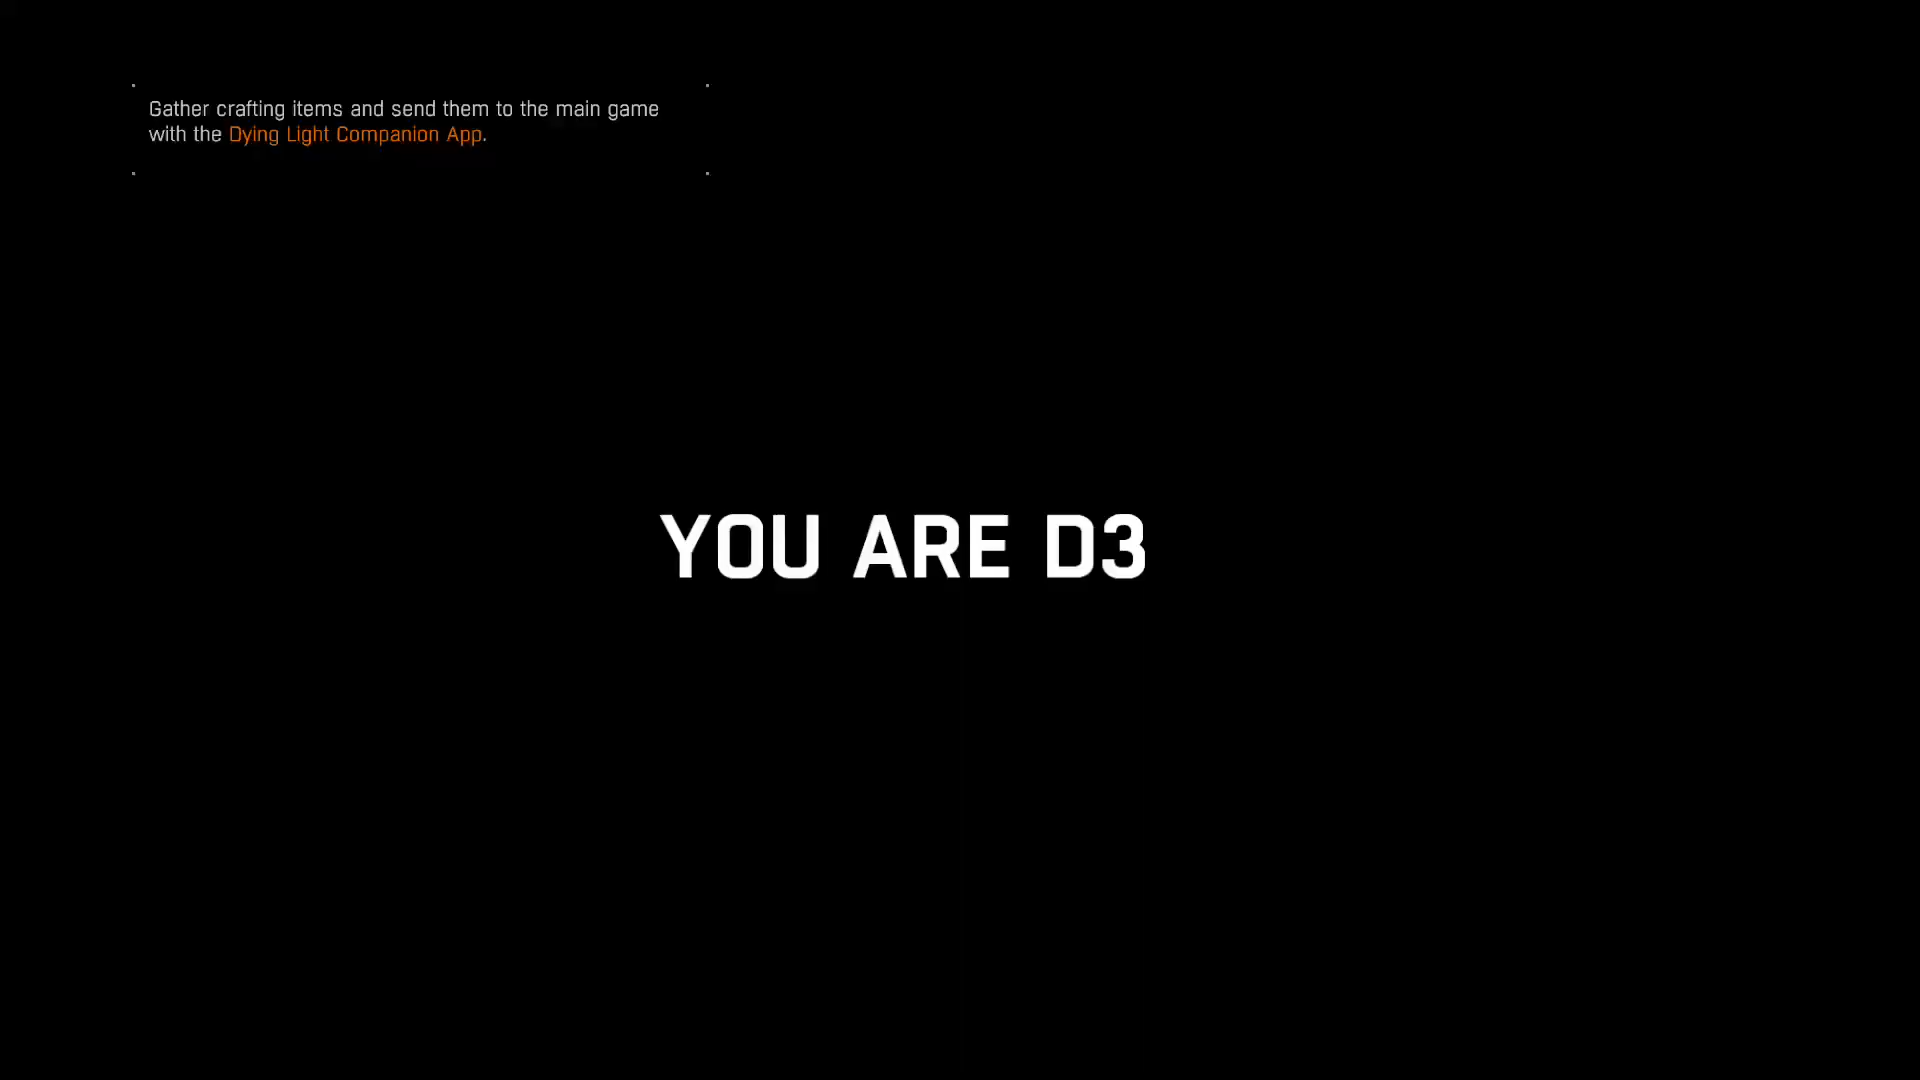 Gather crafting items and send them to the main game
with the Dying Light Companion App.
YOU ARE D3